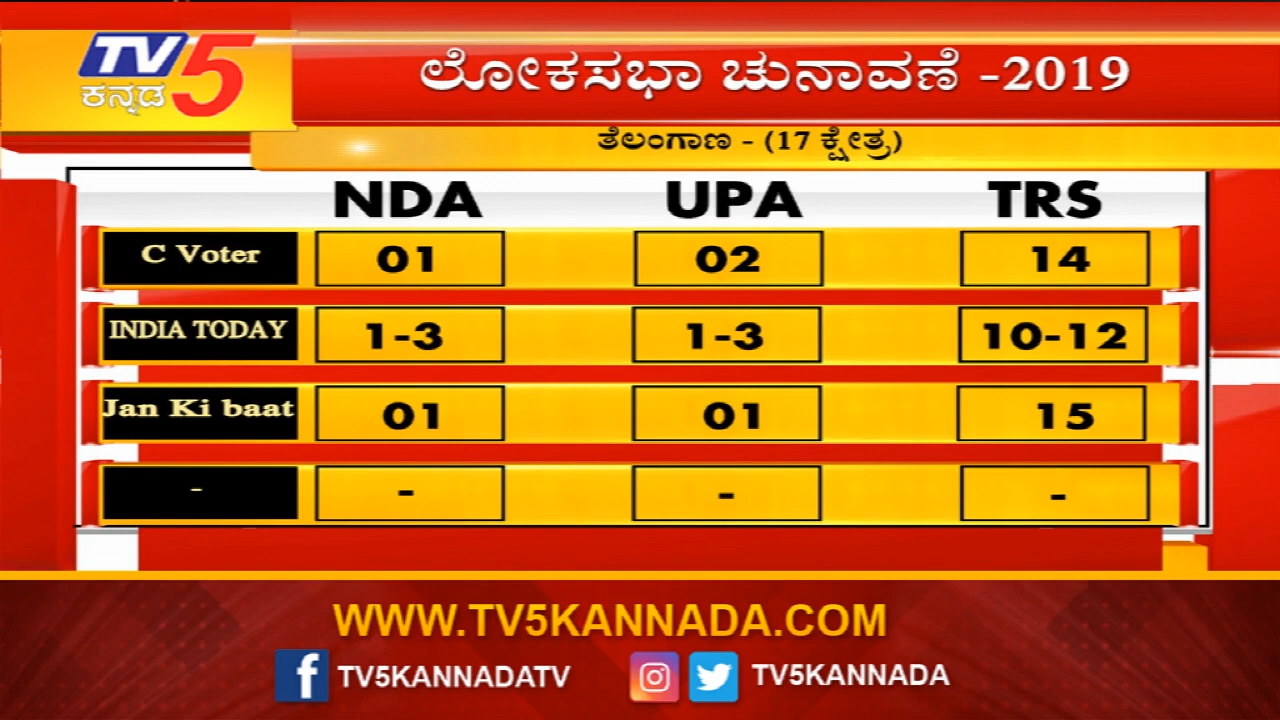 TV5
ಕನ್ನಡ
ಲೋಕಸಭಾ ಚುನಾವಣೆ -2019
ತೆಲಂಗಾಣ - (17 ಕ್ಷೇತ್ರ)
NDA UPA TRS
C Voter 01 02 14
INDIA TODAY 1-3 1-3 10-12
Jan Ki baat 01 01 15
- - - -
WWW.TV5KANNADA.COM
f TV5KANNADATV TV5KANNADA